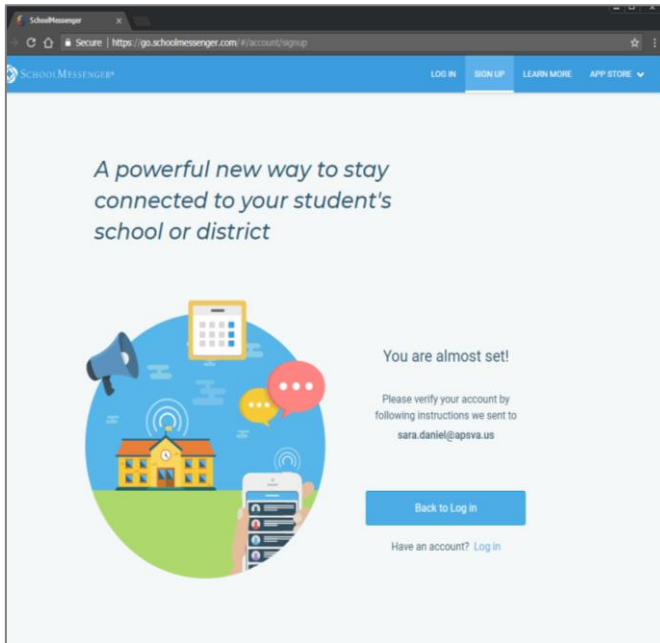 SchoolMessenger
Secure | https://go.schoolmessenger.com/#/account/signup
SCHOOLMESSENGER®
LOG IN
SIGN UP
LEARN MORE
APP STORE
A powerful new way to stay
connected to your student's
school or district
You are almost set!
Please verify your account by
following instructions we sent to
sara.daniel@apsva.us
Back to Log in
Have an account? Log in